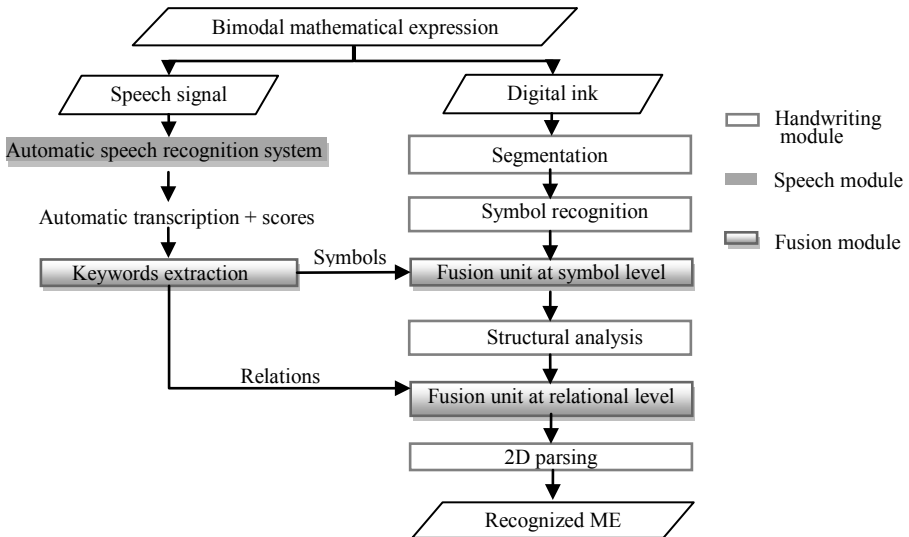 Bimodal mathematical expression
Speech signal
Digital ink
Automatic speech recognition system
Segmentation
Handwriting
module
Automatic transcription + scores
Symbol recognition
Speech module
Keywords extraction
Symbols
Fusion unit at symbol level
Fusion module
Structural analysis
Relations
Fusion unit at relational level
2D parsing
Recognized ME